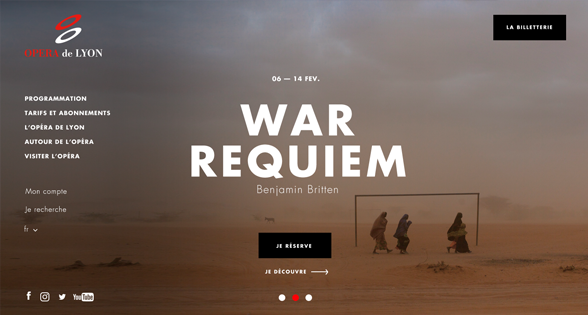 OPÉRA de LYON
LA BILLETTERIE
06 — 14 FEV.
PROGRAMMATION
TARIFS ET ABONNEMENTS
L'OPÉRA DE LYON
AUTOUR DE L'OPÉRA
VISITER L'OPÉRA
WAR
REQUIEM
Benjamin Britten
Mon compte
Je recherche
fr
JE RÉSERVE
JE DÉCOUVRE
YouTube